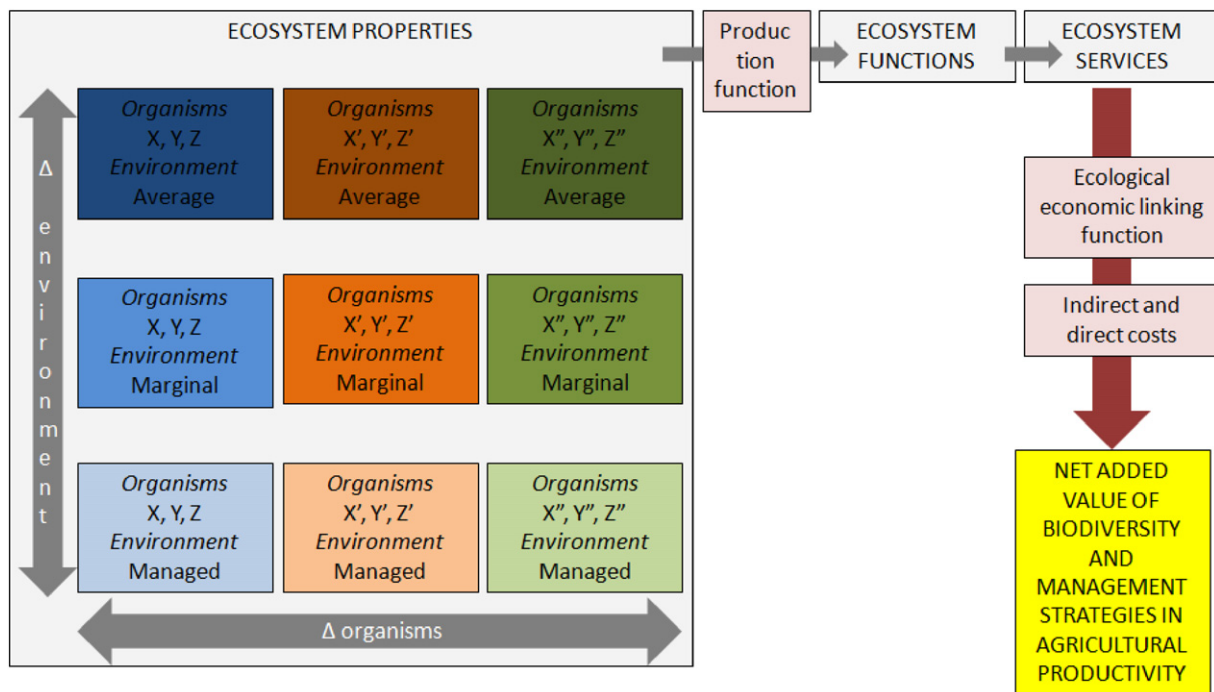 ECOSYSTEM PROPERTIES
Δ environment
Organisms
X, Y, Z
Environment
Average
Organisms
X', Y', Z'
Environment
Average
Organisms
X”, Y”, Z”
Environment
Average
Organisms
X, Y, Z
Environment
Marginal
Organisms
X’, Y’, Z’
Environment
Marginal
Organisms
X”, Y”, Z”
Environment
Marginal
Organisms
X, Y, Z
Environment
Managed
Organisms
X’, Y’, Z’
Environment
Managed
Organisms
X”, Y”, Z”
Environment
Managed
Δ organisms
Produc
tion
function
ECOSYSTEM
FUNCTIONS
ECOSYSTEM
SERVICES
Ecological
economic linking
function
Indirect and
direct costs
NET ADDED
VALUE OF
BIODIVERSITY
AND
MANAGEMENT
STRATEGIES IN
AGRICULTURAL
PRODUCTIVITY